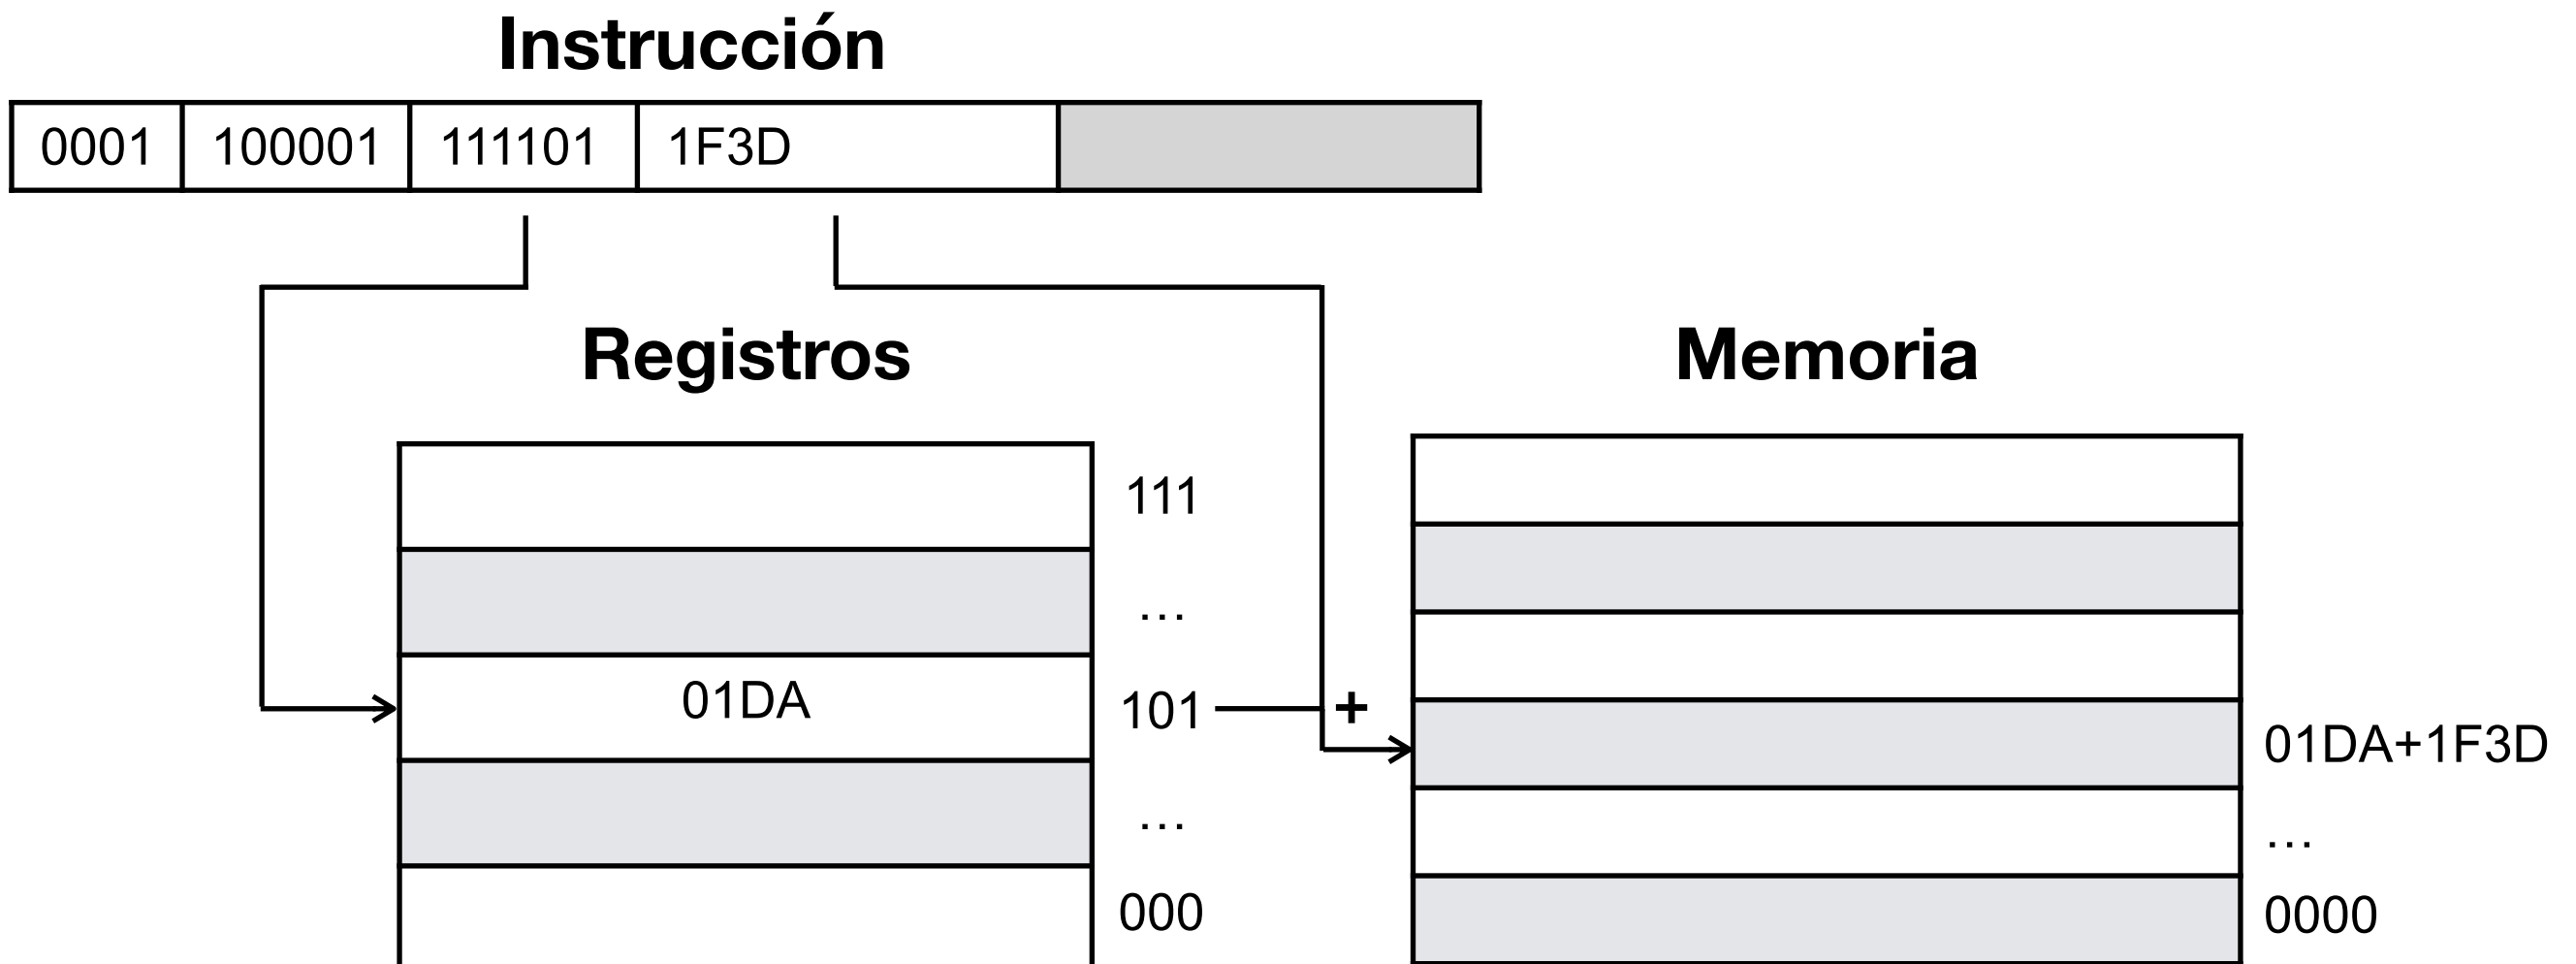 Instrucción
0001 100001 111101 1F3D
Registros
111
...
01DA 101
...
000
+
Memoria
01DA+1F3D
...
0000